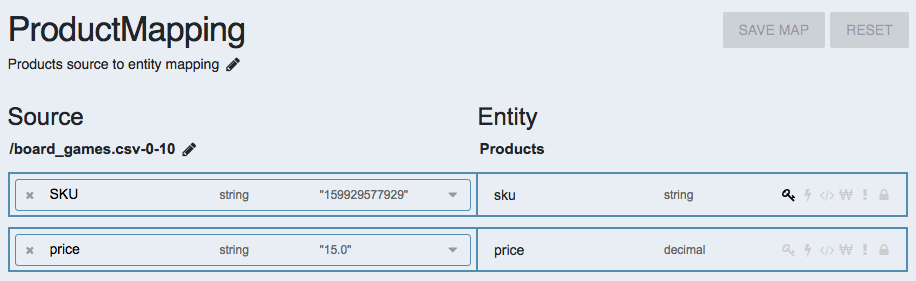 ProductMapping
SAVE MAP
RESET
Products source to entity mapping
Source
Entity
/board_games.csv-0-10
Products
SKU string "159929577929" sku string
price string "15.0" price decimal